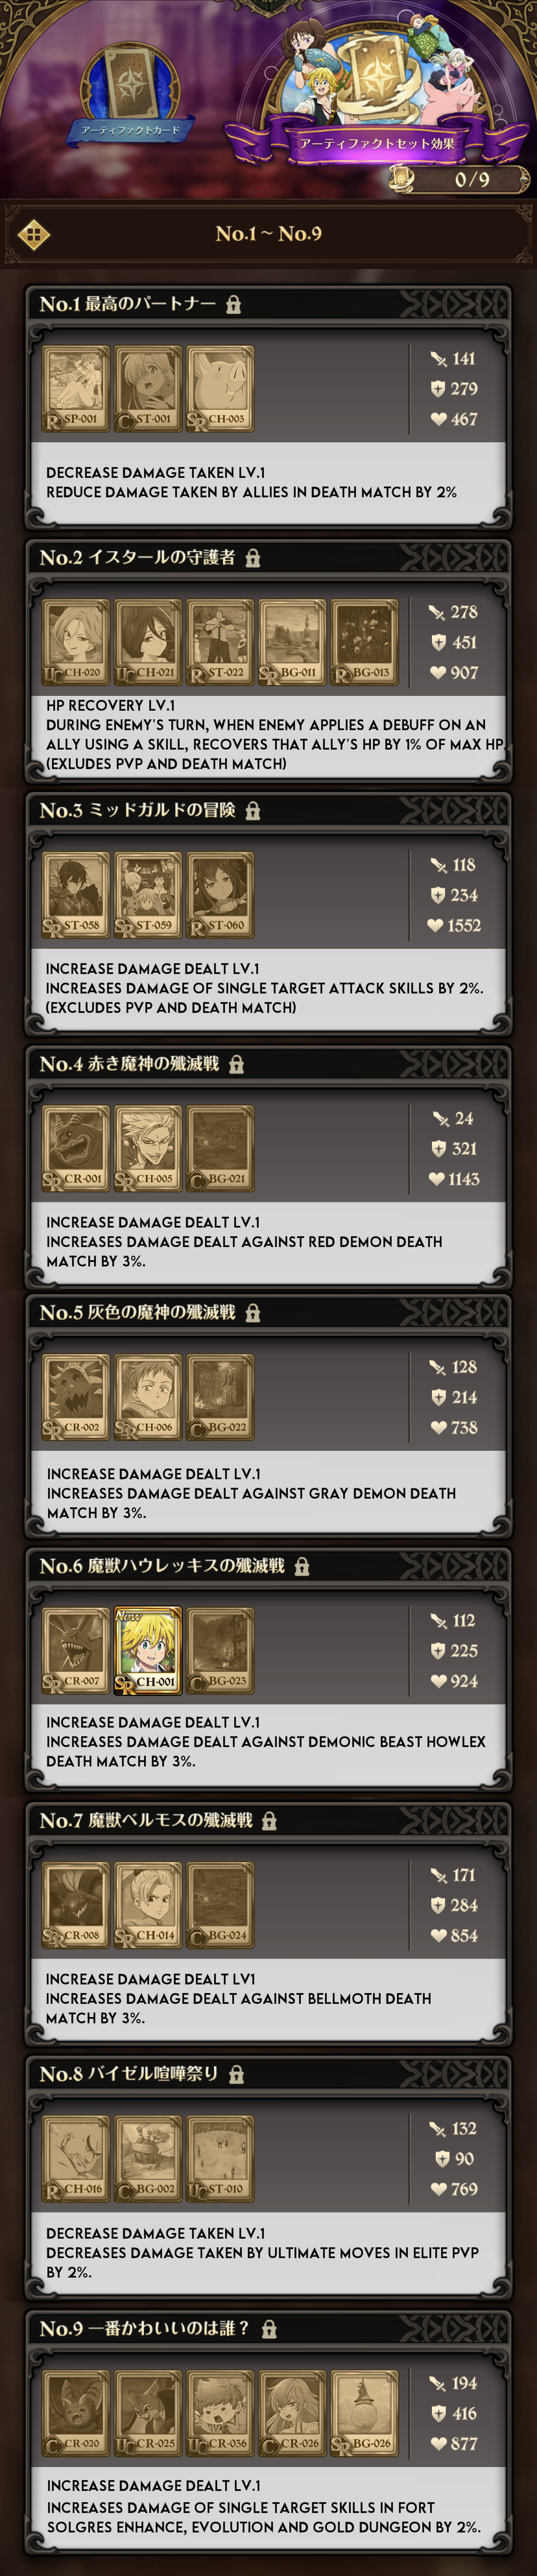 アーティファクトカード
アーティファクトセット効果
0/9
No.1 ~ No.9
No.1 最高のパートナー
R SP-001 C ST-001 SR CH-003
141
279
467
DECREASE DAMAGE TAKEN LV.1
REDUCE DAMAGE TAKEN BY ALLIES IN DEATH MATCH BY 2%
No.2 イスタールの守護者
UC CH-020 UC CH-021 R ST-022 SR BG-011 R BG-013
278
451
907
HP RECOVERY LV.1
DURING ENEMY'S TURN, WHEN ENEMY APPLIES A DEBUFF ON AN
ALLY USING A SKILL, RECOVERS THAT ALLY'S HP BY 1% OF MAX HP
(EXLUDES PVP AND DEATH MATCH)
No.3 ミッドガルドの冒険
SR ST-058 SR ST-059 R ST-060
118
234
1552
INCREASE DAMAGE DEALT LV.1
INCREASES DAMAGE OF SINGLE TARGET ATTACK SKILLS BY 2%.
(EXCLUDES PVP AND DEATH MATCH)
No.4 赤き魔神の殲滅戦
SR CR-001 SR CH-005 C BG-021
24
321
1143
INCREASE DAMAGE DEALT LV.1
INCREASES DAMAGE DEALT AGAINST RED DEMON DEATH
MATCH BY 3%.
No.5 灰色の魔神の殲滅戦
SR CR-002 SR CH-006 C BG-022
128
214
738
INCREASE DAMAGE DEALT LV.1
INCREASES DAMAGE DEALT AGAINST GRAY DEMON DEATH
MATCH BY 3%.
No.6 魔獣ハウレッキスの殲滅戦
New
SR CR-007 SR CH-001 C BG-023
112
225
924
INCREASE DAMAGE DEALT LV.1
INCREASES DAMAGE DEALT AGAINST DEMONIC BEAST HOWLEX
DEATH MATCH BY 3%.
No.7 魔獣ベルモスの殲滅戦
SR CR-008 SR CH-014 C BG-024
171
284
854
INCREASE DAMAGE DEALT LV1
INCREASES DAMAGE DEALT AGAINST BELLMOTH DEATH
MATCH BY 3%.
No.8 バイゼル喧嘩祭り
R CH-016 C BG-002 UC ST-010
132
90
769
DECREASE DAMAGE TAKEN LV.1
DECREASES DAMAGE TAKEN BY ULTIMATE MOVES IN ELITE PVP
BY 2%.
No.9 一番かわいいのは誰？
C CR-020 UC CR-025 UC CR-036 C CR-026 SR BG-026
194
416
877
INCREASE DAMAGE DEALT LV.1
INCREASES DAMAGE OF SINGLE TARGET SKILLS IN FORT
SOLGRES ENHANCE, EVOLUTION AND GOLD DUNGEON BY 2%.